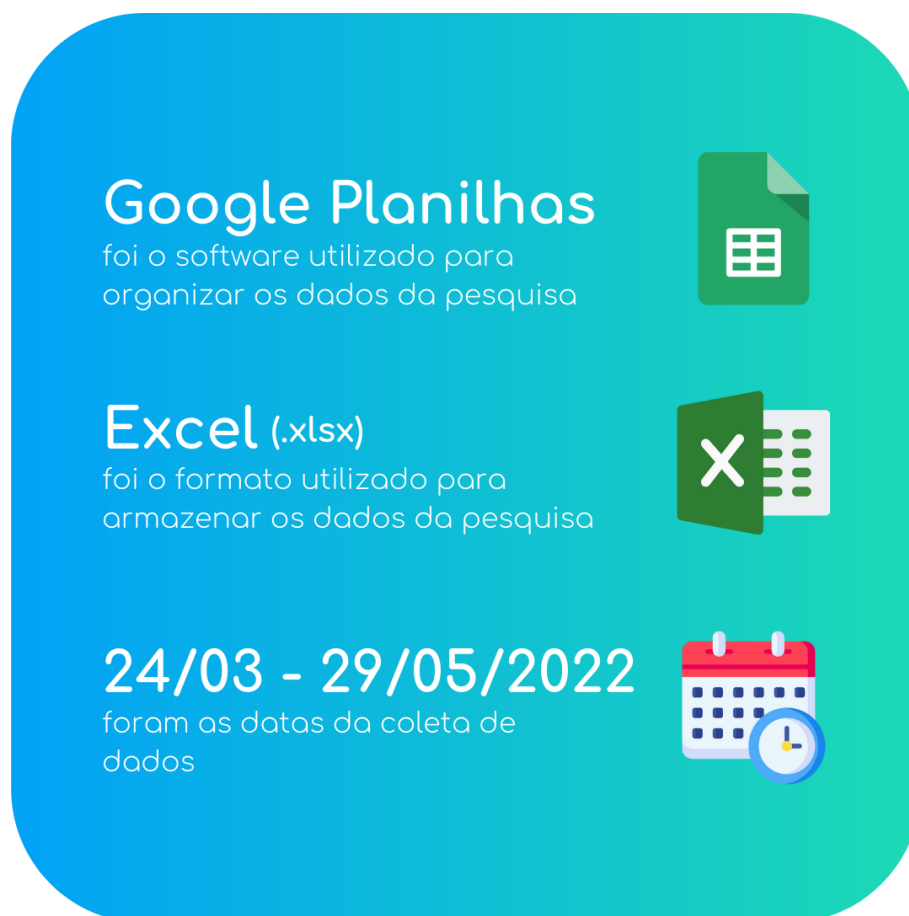 Google Planilhas
foi o software utilizado para
organizar os dados da pesquisa
Excel (.xlsx)
foi o formato utilizado para
armazenar os dados da pesquisa
24/03 - 29/05/2022
foram as datas da coleta de
dados